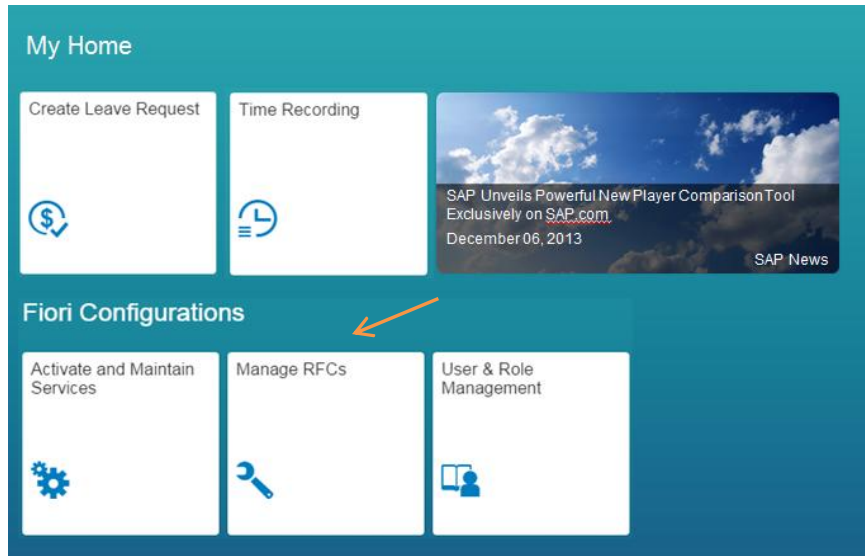 My Home
Create Leave Request
Time Recording
SAP Unveils Powerful New Player Comparison Tool
Exclusively on SAP.com
December 06, 2013
SAP News
Fiori Configurations
Activate and Maintain
Services
Manage RFCs
User & Role
Management